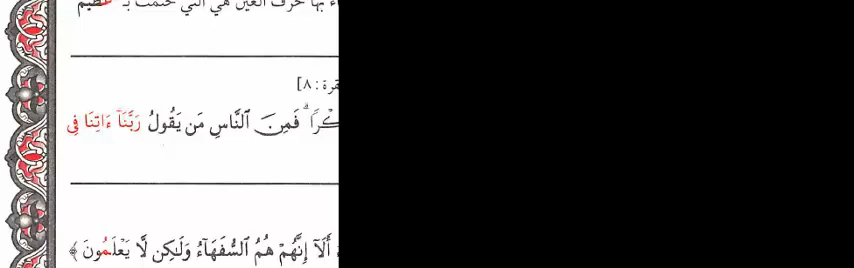 بها حرف العين هي التي ختمت بـ عظيم
قرة : ٨]
كْرًا ۗ فَمِنَ ٱلنَّاسِ مَن يَقُولُ رَبَّنَآ ءَاتِنَا فِى
أَلَآ إِنَّهُمْ هُمُ ٱلسُّفَهَآءُ وَلَـٰكِن لَّا يَعْلَمُونَ ﴾